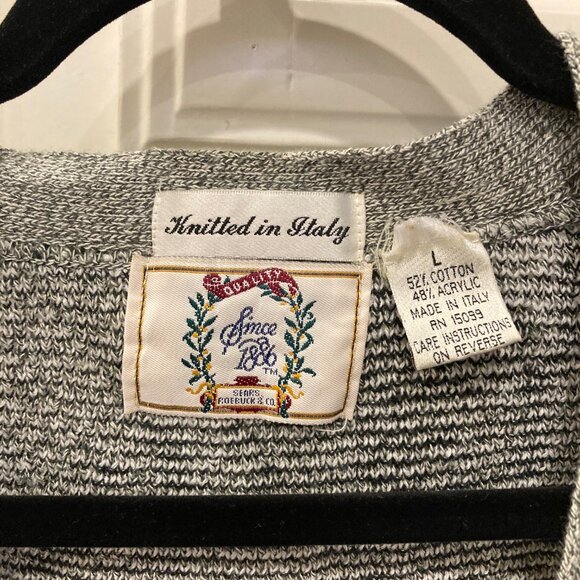 Knitted in Italy
QUALITY
Since
1886
TM
SEARS,
ROEBUCK & CO.
L
52% COTTON
48% ACRYLIC
MADE IN ITALY
RN 15099
CARE INSTRUCTIONS
ON REVERSE